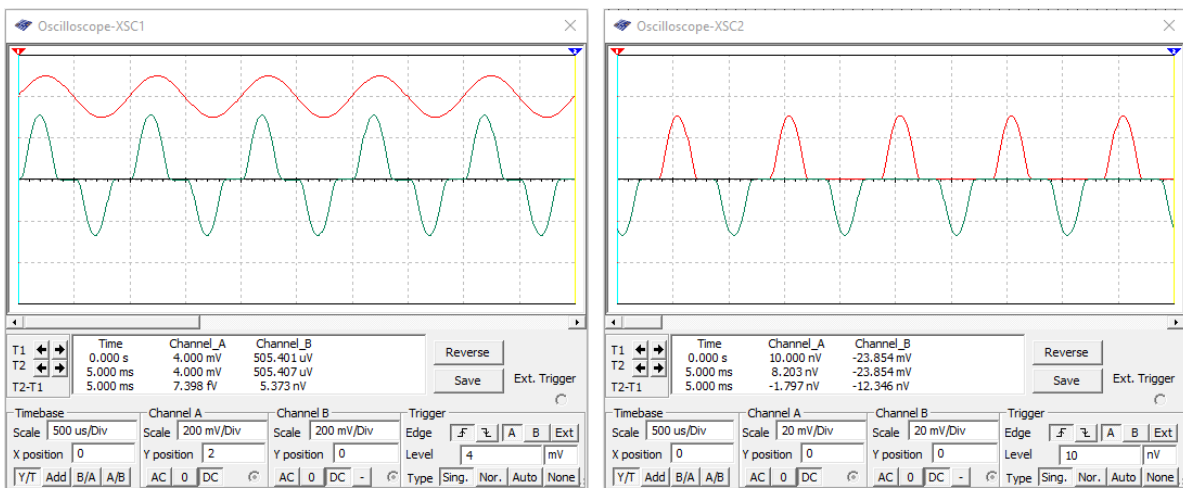 Oscilloscope-XSC1
Time Channel_A Channel_B
T1 0.000 s 4.000 mV 505.401 uV
T2 5.000 ms 4.000 mV 505.407 uV
T2-T1 5.000 ms 7.398 fV 5.373 nV
Reverse
Save
Ext. Trigger
Timebase Channel A Channel B Trigger
Scale 500 us/Div Scale 200 mV/Div Scale 200 mV/Div Edge A B Ext
X position 0 Y position 2 Y position 0 Level 4 mV
Y/T Add B/A A/B AC 0 DC AC 0 DC - Type Sing. Nor. Auto None
Oscilloscope-XSC2
Time Channel_A Channel_B
T1 0.000 s 10.000 nV -23.854 mV
T2 5.000 ms 8.203 nV -23.854 mV
T2-T1 5.000 ms -1.797 nV -12.346 nV
Reverse
Save
Ext. Trigger
Timebase Channel A Channel B Trigger
Scale 500 us/Div Scale 20 mV/Div Scale 20 mV/Div Edge A B Ext
X position 0 Y position 0 Y position 0 Level 10 nV
Y/T Add B/A A/B AC 0 DC AC 0 DC - Type Sing. Nor. Auto None